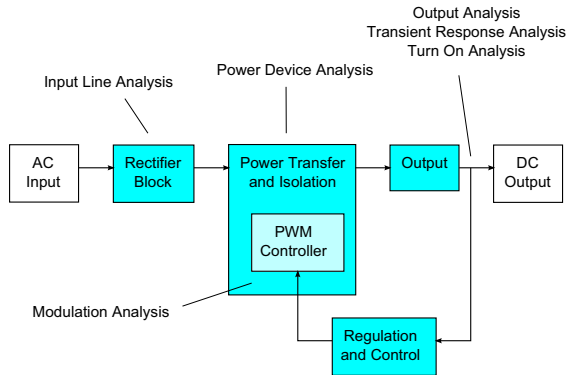 Output Analysis
Transient Response Analysis
Turn On Analysis
Power Device Analysis
Input Line Analysis
AC
Input
Rectifier
Block
Power Transfer
and Isolation
Output
DC
Output
PWM
Controller
Modulation Analysis
Regulation
and Control